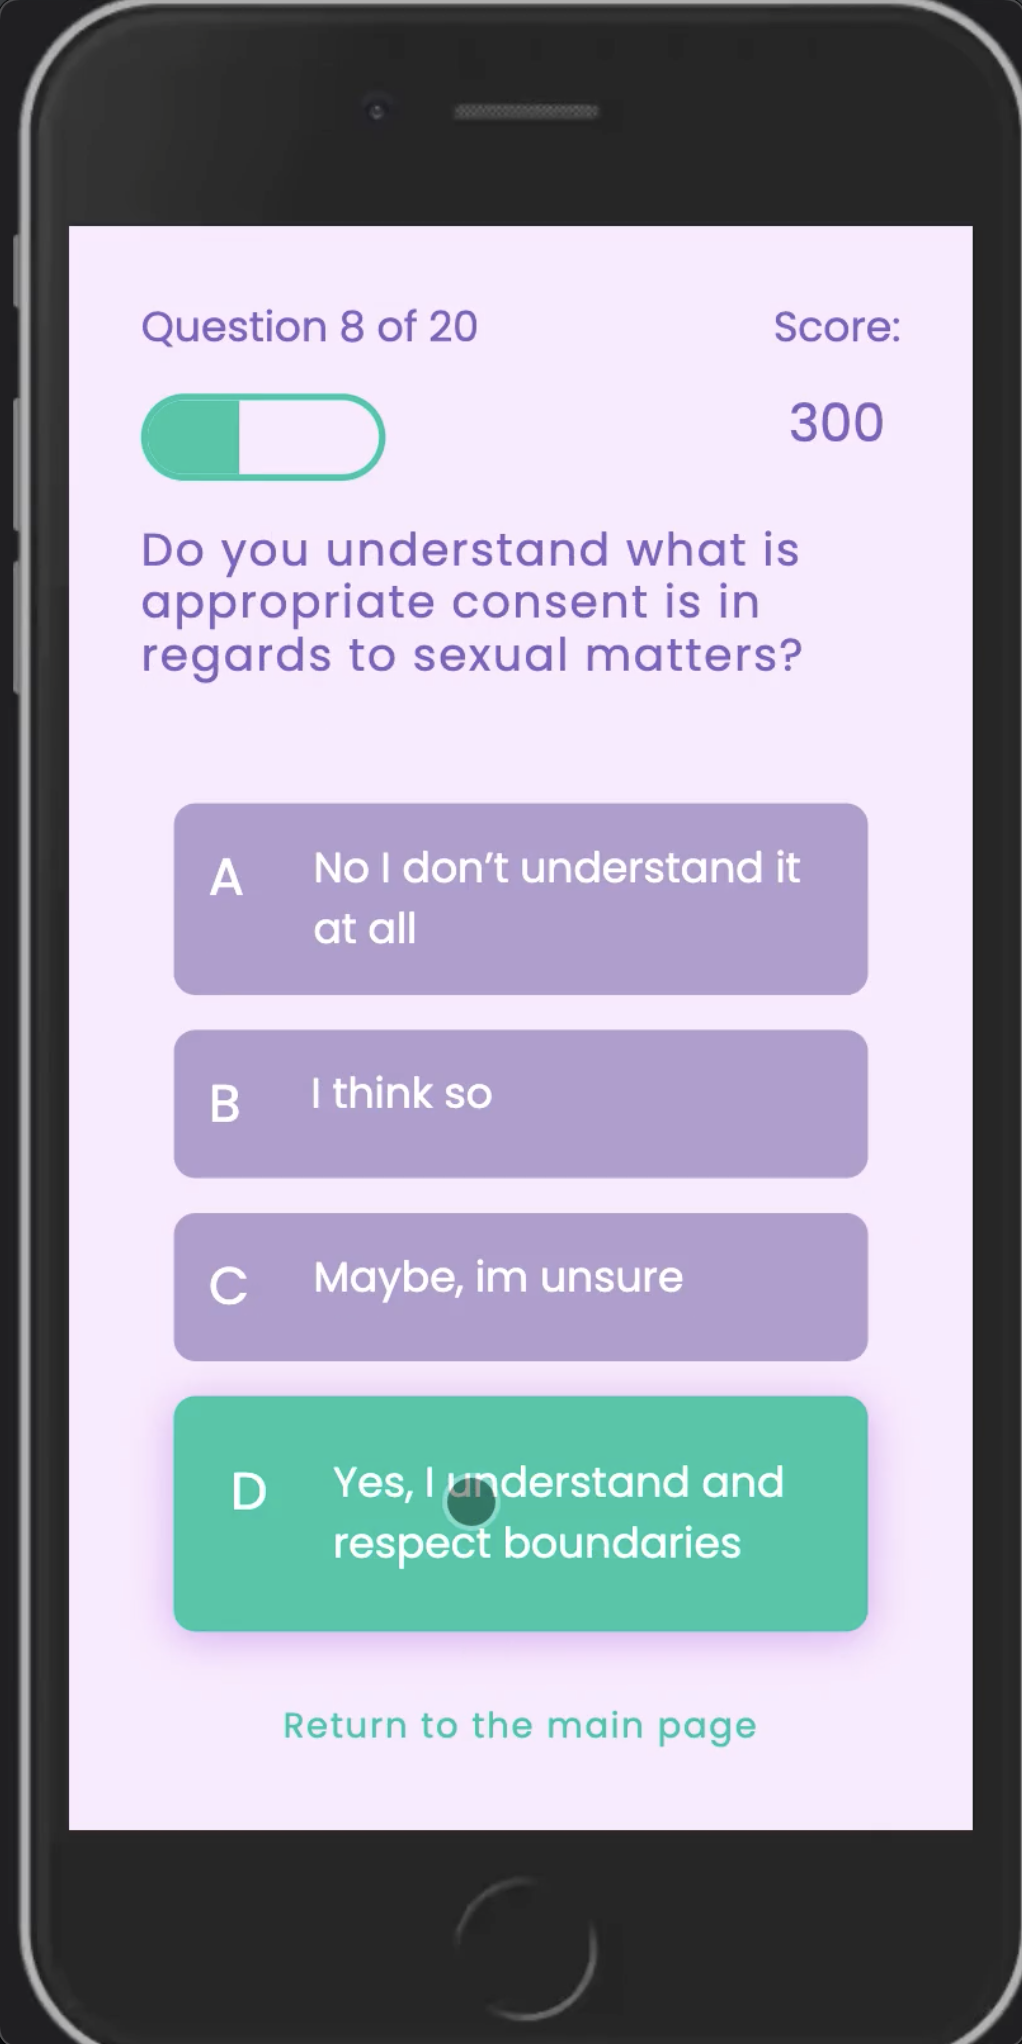 Question 8 of 20
Score:
300
Do you understand what is
appropriate consent is in
regards to sexual matters?
A
No I don’t understand it
at all
B
I think so
C
Maybe, im unsure
D
Yes, I understand and
respect boundaries
Return to the main page